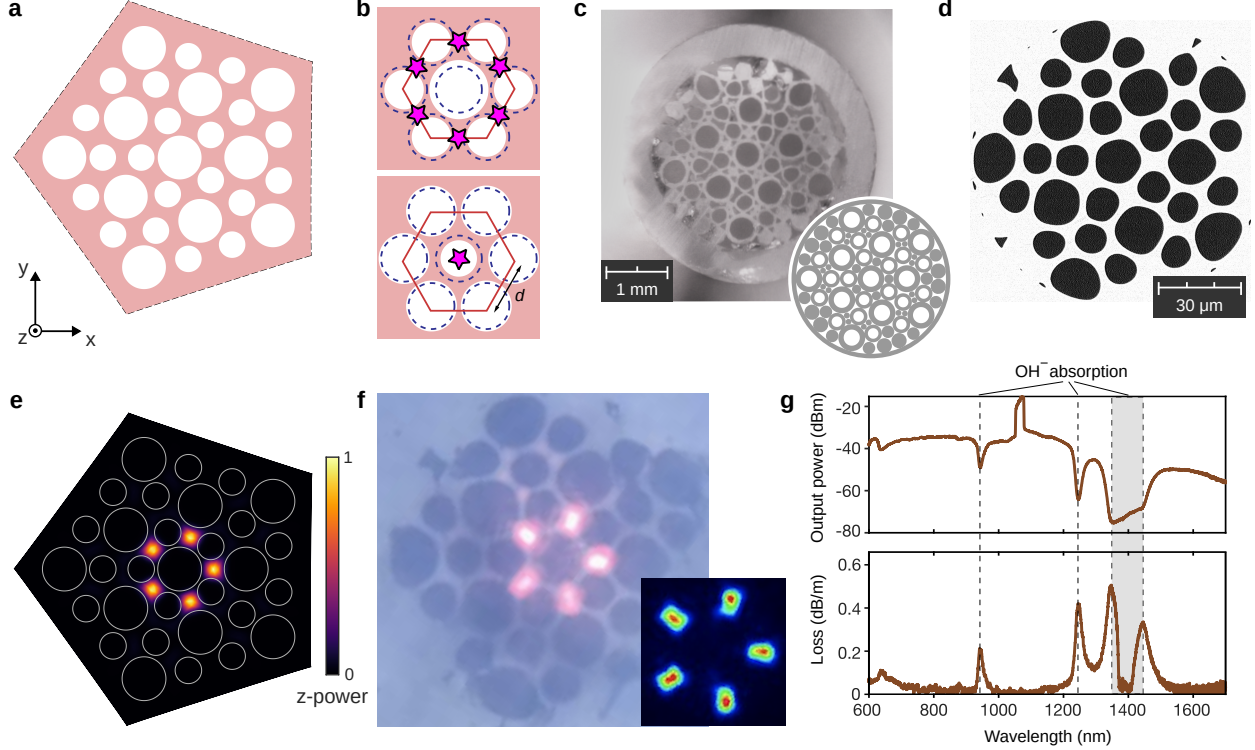 a
b
c
d
y
z
x
d
1 mm
30 μm
e
f
g
1
0
z-power
OH⁻ absorption
Output power (dBm)
-20
-40
-60
-80
Loss (dB/m)
0.6
0.4
0.2
0
600
800
1000
1200
1400
1600
Wavelength (nm)